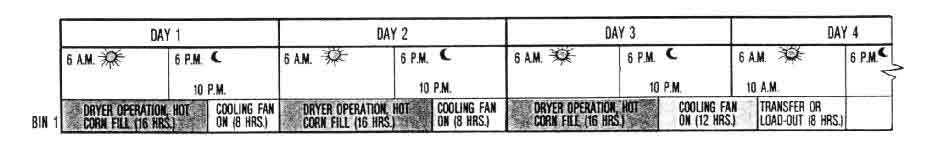 DAY 1 DAY 2 DAY 3 DAY 4
6 A.M. 6 P.M. 6 A.M. 6 P.M. 6 A.M. 6 P.M. 6 A.M. 6 P.M.
10 P.M. 10 P.M. 10 P.M. 10 A.M.
BIN 1
DRYER OPERATION, HOT
CORN FILL (16 HRS.)
COOLING FAN
ON (8 HRS.)
DRYER OPERATION, HOT
CORN FILL (16 HRS.)
COOLING FAN
ON (8 HRS.)
DRYER OPERATION, HOT
CORN FILL (16 HRS.)
COOLING FAN
ON (12 HRS.)
TRANSFER OR
LOAD-OUT (8 HRS.)